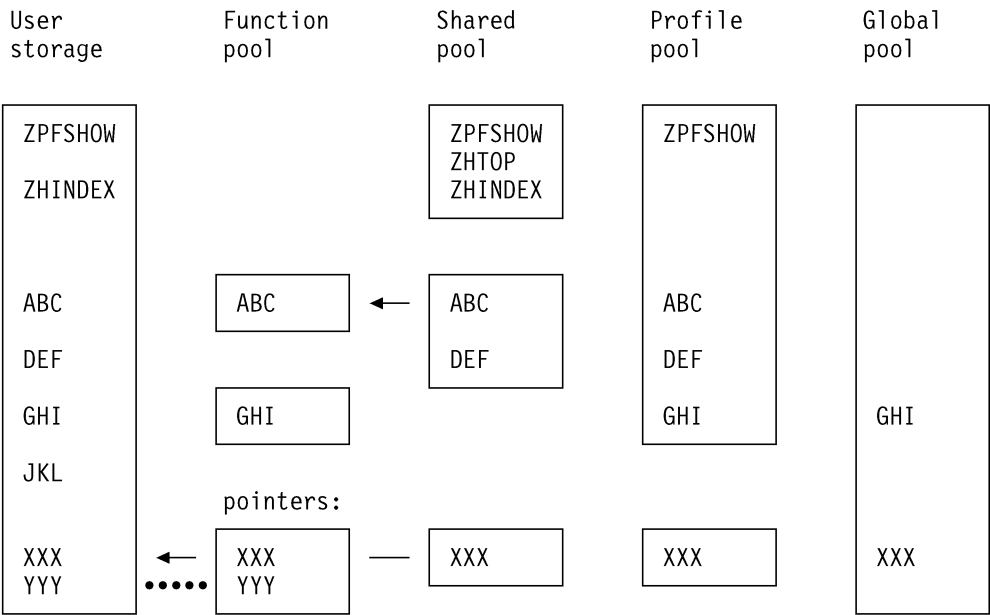 User Function Shared Profile Global
storage pool pool pool pool
ZPFSHOW ZPFSHOW ZPFSHOW
ZHTOP
ZHINDEX ZHINDEX
ABC ABC ABC ABC
DEF DEF DEF
GHI GHI GHI GHI
JKL
pointers:
XXX XXX XXX XXX XXX
YYY YYY